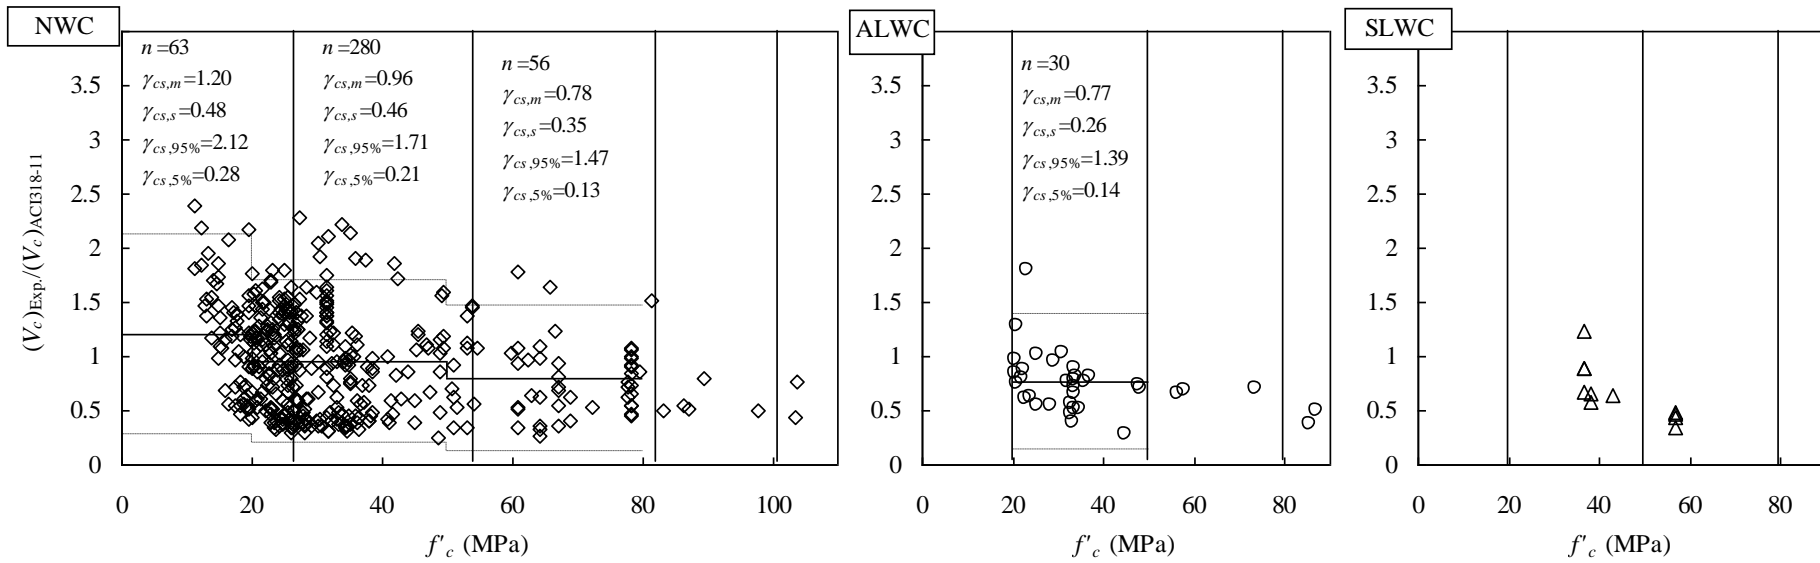 NWC
n=63
γcs,m=1.20
γcs,s=0.48
γcs,95%=2.12
γcs,5%=0.28
n=280
γcs,m=0.96
γcs,s=0.46
γcs,95%=1.71
γcs,5%=0.21
n=56
γcs,m=0.78
γcs,s=0.35
γcs,95%=1.47
γcs,5%=0.13
3.5
3
2.5
2
1.5
1
0.5
0
(Vc)Exp./(Vc)ACI318-11
0 20 40 60 80 100
f'c (MPa)
ALWC
n=30
γcs,m=0.77
γcs,s=0.26
γcs,95%=1.39
γcs,5%=0.14
3.5
3
2.5
2
1.5
1
0.5
0
0 20 40 60 80
f'c (MPa)
SLWC
3.5
3
2.5
2
1.5
1
0.5
0
0 20 40 60 80
f'c (MPa)